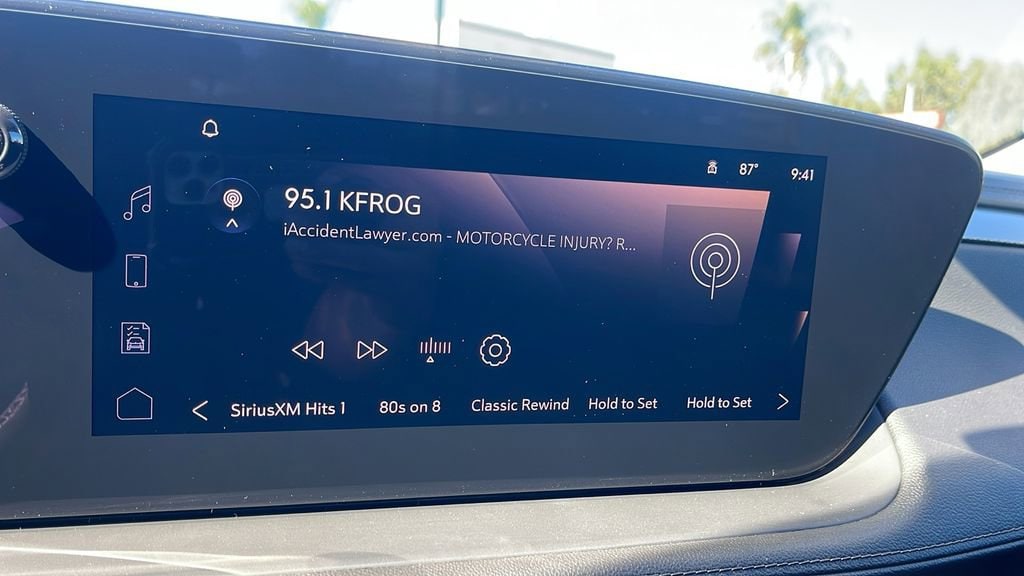 87° 9:41
95.1 KFROG
iAccidentLawyer.com - MOTORCYCLE INJURY? R...
SiriusXM Hits 1 80s on 8 Classic Rewind Hold to Set Hold to Set